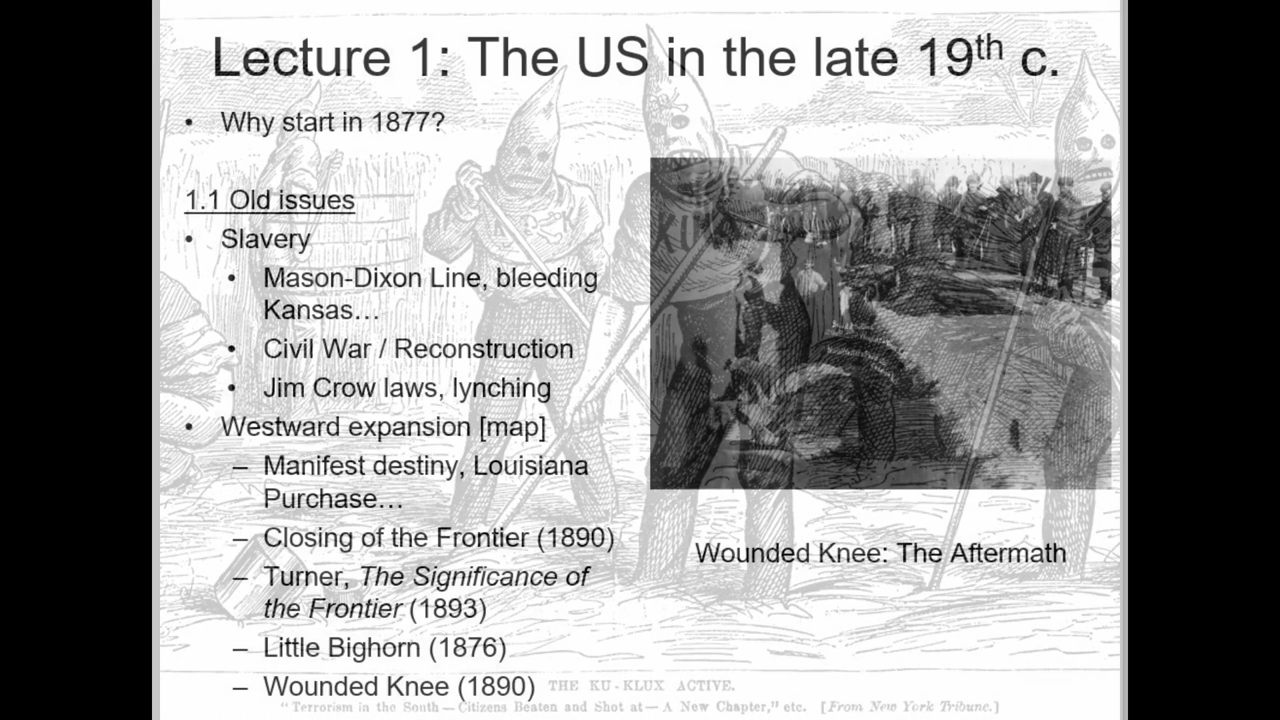 Lecture 1: The US in the late 19th c.
• Why start in 1877?
1.1 Old issues
• Slavery
• Mason-Dixon Line, bleeding
Kansas…
• Civil War / Reconstruction
• Jim Crow laws, lynching
• Westward expansion [map]
– Manifest destiny, Louisiana
Purchase…
– Closing of the Frontier (1890)
– Turner, The Significance of
the Frontier (1893)
– Little Bighorn (1876)
– Wounded Knee (1890)
Wounded Knee: The Aftermath
THE KU-KLUX ACTIVE.
"Terrorism in the South—Citizens Beaten and Shot at—A New Chapter," etc. [From New York Tribune.]